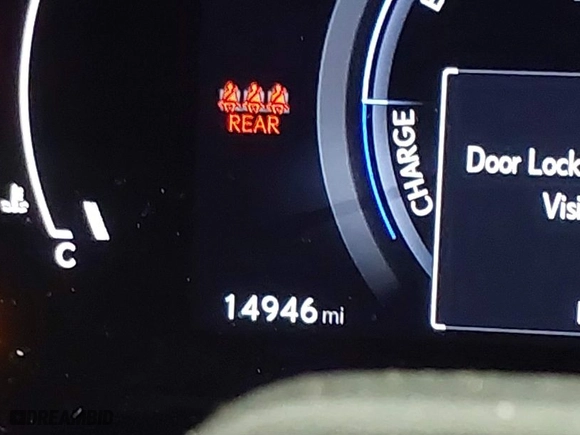 REAR
CHARGE
Door Lock
Visi
C
14946 mi
DREAMBID